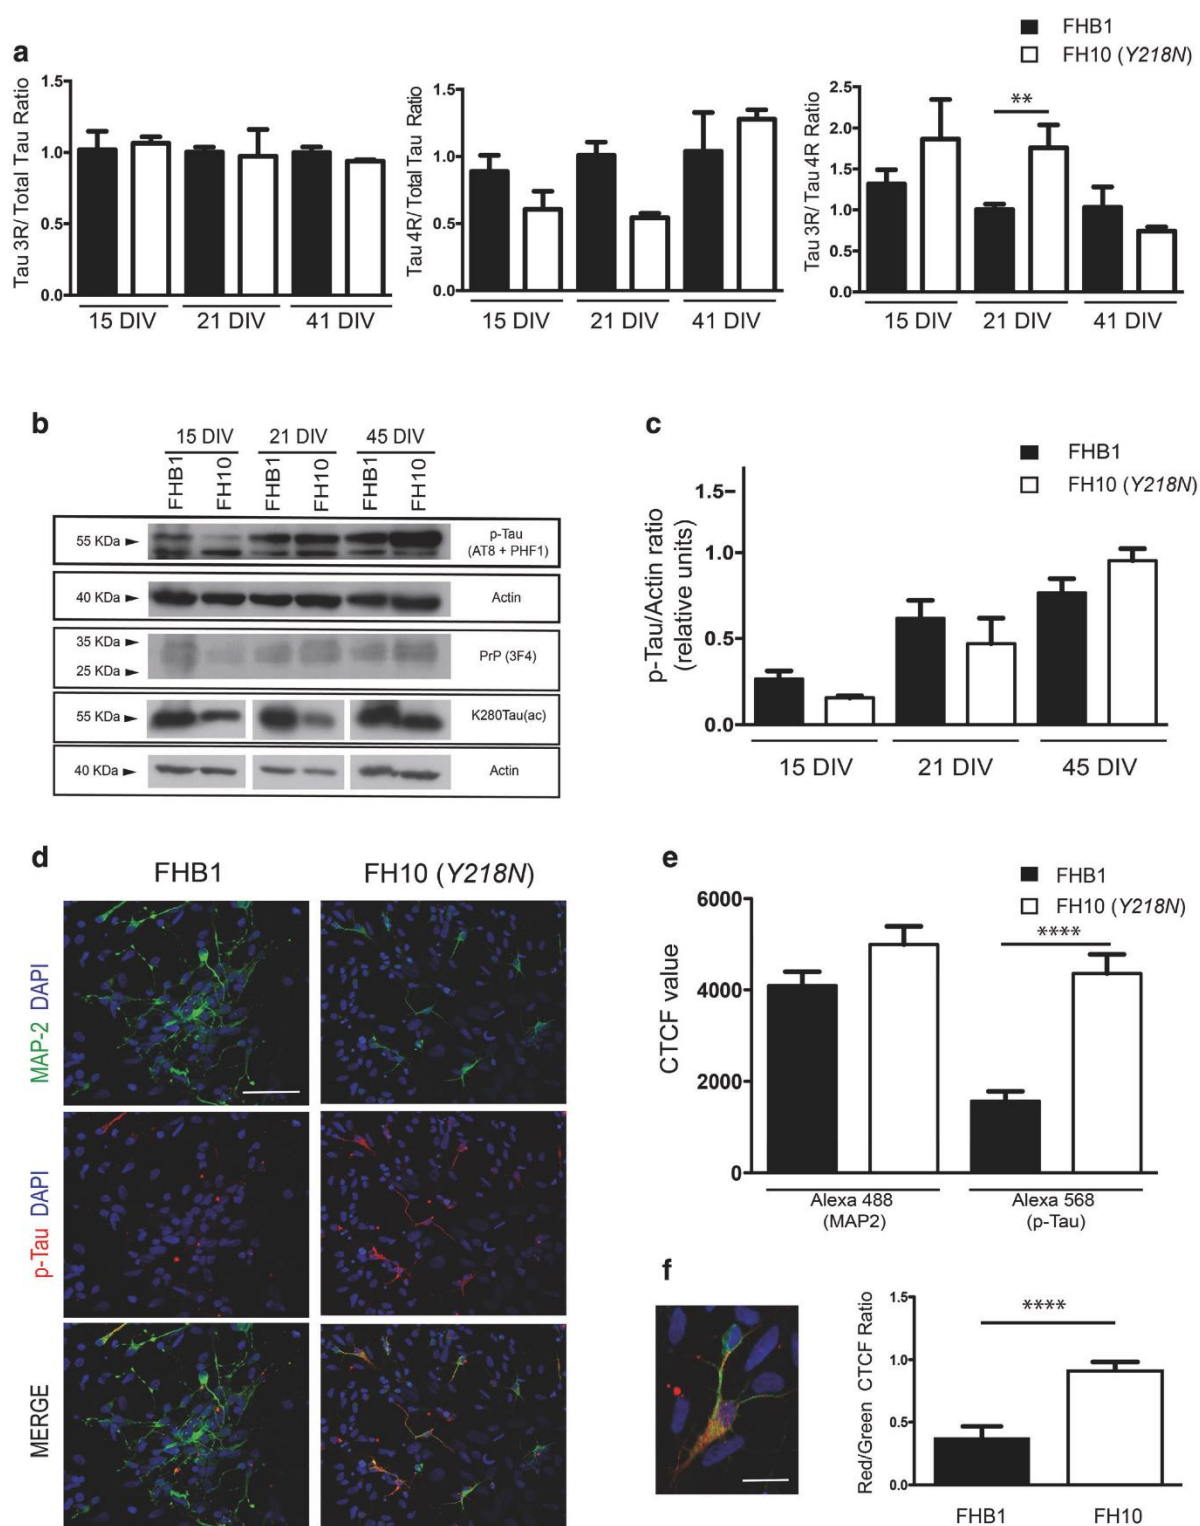 FHB1
FH10 (Y218N)
a
Tau 3R/ Total Tau Ratio
1.5
1.0
0.5
0.0
15 DIV
21 DIV
41 DIV
Tau 4R/ Total Tau Ratio
1.5
1.0
0.5
0.0
15 DIV
21 DIV
41 DIV
Tau 3R/ Tau 4R Ratio
2.5
2.0
1.5
1.0
0.5
0.0
**
15 DIV
21 DIV
41 DIV
b
15 DIV
21 DIV
45 DIV
FHB1
FH10
FHB1
FH10
FHB1
FH10
55 KDa ►
p-Tau
(AT8 + PHF1)
40 KDa ►
Actin
35 KDa ►
25 KDa ►
PrP (3F4)
55 KDa ►
K280Tau(ac)
40 KDa ►
Actin
c
FHB1
FH10 (Y218N)
p-Tau/Actin ratio
(relative units)
1.5
1.0
0.5
0.0
15 DIV
21 DIV
45 DIV
d
FHB1
FH10 (Y218N)
MAP-2 DAPI
p-Tau DAPI
MERGE
e
FHB1
FH10 (Y218N)
CTCF value
6000
4000
2000
0
****
Alexa 488
(MAP2)
Alexa 568
(p-Tau)
f
Red/Green CTCF Ratio
1.5
1.0
0.5
0.0
****
FHB1
FH10